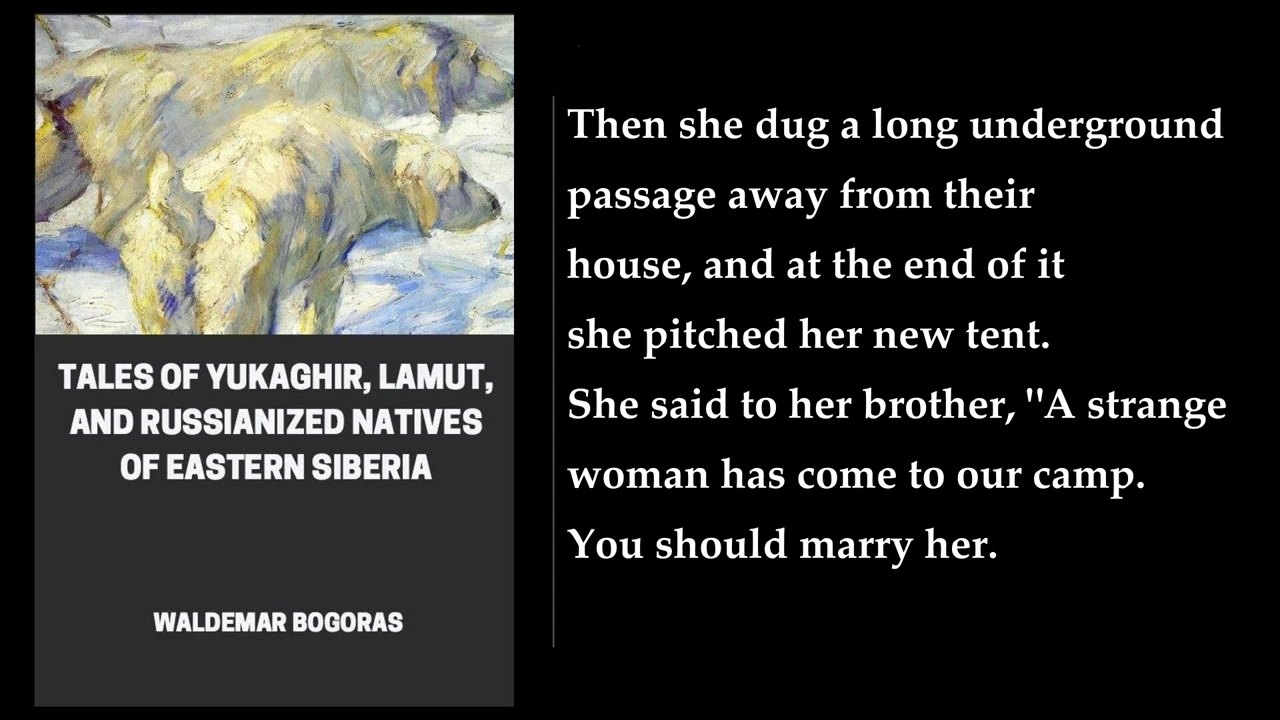 TALES OF YUKAGHIR, LAMUT,
AND RUSSIANIZED NATIVES
OF EASTERN SIBERIA
WALDEMAR BOGORAS
Then she dug a long underground
passage away from their
house, and at the end of it
she pitched her new tent.
She said to her brother, "A strange
woman has come to our camp.
You should marry her.